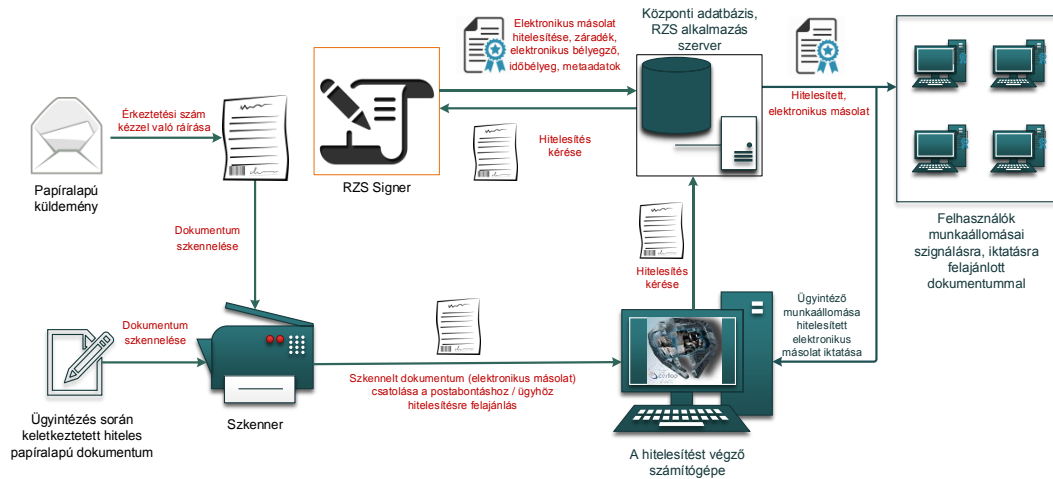 Elektronikus másolat
hitelesítése, záradék,
elektronikus bélyegző,
időbélyeg, metaadatok
Központi adatbázis,
RZS alkalmazás
szerver
Érkeztetési szám
kézzel való ráírása
Hitelesített,
elektronikus másolat
Hitelesítés
kérése
Papíralapú
küldemény
RZS Signer
Felhasználók
munkaállomásai
szignálásra, iktatásra
felajánlott
dokumentummal
Dokumentum
szkennelése
Hitelesítés
kérése
Ügyintéző
munkaállomása
hitelesített
elektronikus
másolat iktatása
Dokumentum
szkennelése
Szkennelt dokumentum (elektronikus másolat)
csatolása a postabontáshoz / ügyhöz
hitelesítésre felajánlás
Ügyintézés során
keletkeztetett hiteles
papíralapú dokumentum
Szkenner
A hitelesítést végző
számítógépe